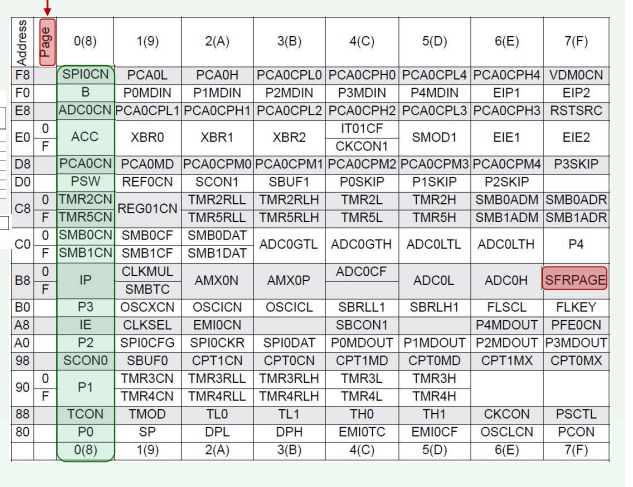 Address Page 0(8) 1(9) 2(A) 3(B) 4(C) 5(D) 6(E) 7(F)
F8 SPI0CN PCA0L PCA0H PCA0CPL0 PCA0CPH0 PCA0CPL4 PCA0CPH4 VDM0CN
F0 B P0MDIN P1MDIN P2MDIN P3MDIN P4MDIN EIP1 EIP2
E8 ADC0CN PCA0CPL1 PCA0CPH1 PCA0CPL2 PCA0CPH2 PCA0CPL3 PCA0CPH3 RSTSRC
E0 0 ACC XBR0 XBR1 XBR2 IT01CF SMOD1 EIE1 EIE2
F CKCON1
D8 PCA0CN PCA0MD PCA0CPM0 PCA0CPM1 PCA0CPM2 PCA0CPM3 PCA0CPM4 P3SKIP
D0 PSW REF0CN SCON1 SBUF1 P0SKIP P1SKIP P2SKIP
C8 0 TMR2CN REG01CN TMR2RLL TMR2RLH TMR2L TMR2H SMB0ADM SMB0ADR
F TMR5CN TMR5RLL TMR5RLH TMR5L TMR5H SMB1ADM SMB1ADR
C0 0 SMB0CN SMB0CF SMB0DAT ADC0GTL ADC0GTH ADC0LTL ADC0LTH P4
F SMB1CN SMB1CF SMB1DAT
B8 0 IP CLKMUL AMX0N AMX0P ADC0CF ADC0L ADC0H SFRPAGE
F SMBTC
B0 P3 OSCXCN OSCICN OSCICL SBRLL1 SBRLH1 FLSCL FLKEY
A8 IE CLKSEL EMI0CN SBCON1 P4MDOUT PFE0CN
A0 P2 SPI0CFG SPI0CKR SPI0DAT P0MDOUT P1MDOUT P2MDOUT P3MDOUT
98 SCON0 SBUF0 CPT1CN CPT0CN CPT1MD CPT0MD CPT1MX CPT0MX
90 0 P1 TMR3CN TMR3RLL TMR3RLH TMR3L TMR3H
F TMR4CN TMR4RLL TMR4RLH TMR4L TMR4H
88 TCON TMOD TL0 TL1 TH0 TH1 CKCON PSCTL
80 P0 SP DPL DPH EMI0TC EMI0CF OSCLCN PCON
0(8) 1(9) 2(A) 3(B) 4(C) 5(D) 6(E) 7(F)